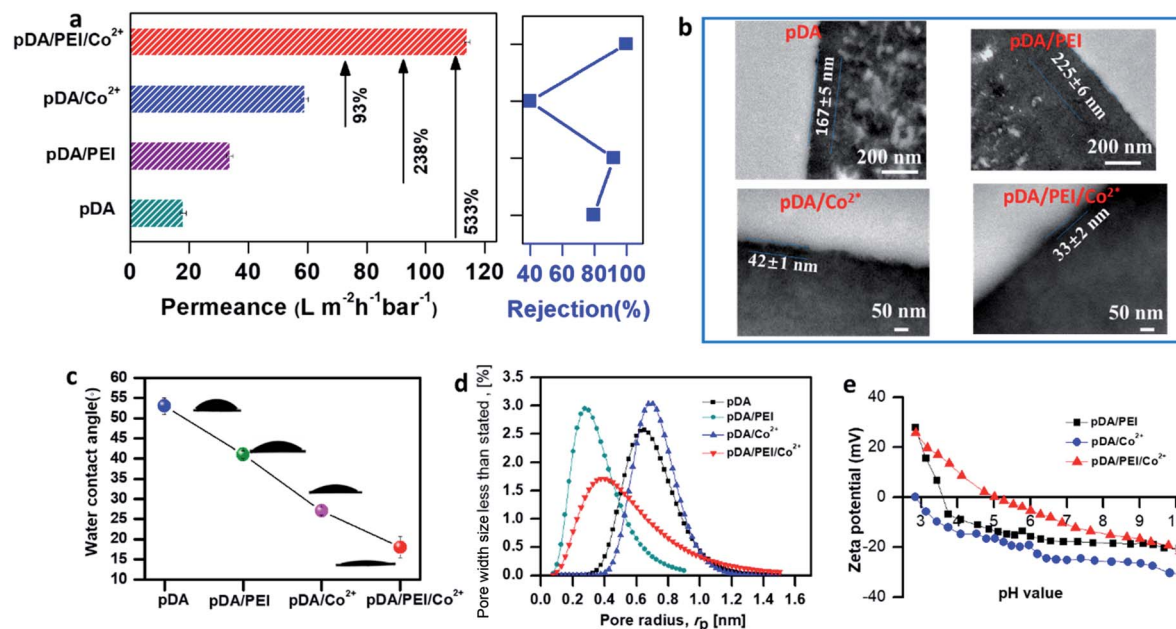 a
pDA/PEI/Co²⁺
pDA/Co²⁺
pDA/PEI
pDA
93%
238%
533%
0 20 40 60 80 100 120
Permeance (L m⁻²h⁻¹bar⁻¹)
40 60 80 100
Rejection(%)
b
pDA
167±5 nm
200 nm
pDA/PEI
225±6 nm
200 nm
pDA/Co²⁺
42±1 nm
50 nm
pDA/PEI/Co²⁺
33±2 nm
50 nm
c
Water contact angle(°)
60
55
50
45
40
35
30
25
20
15
10
pDA pDA/PEI pDA/Co²⁺ pDA/PEI/Co²⁺
d
Pore width size less than stated , [%]
3.5
3.0
2.5
2.0
1.5
1.0
0.5
0.0
pDA
pDA/PEI
pDA/Co²⁺
pDA/PEI/Co²⁺
0.0 0.2 0.4 0.6 0.8 1.0 1.2 1.4 1.6
Pore radius, rₚ [nm]
e
Zeta potential (mV)
40
20
0
-20
-40
pDA/PEI
pDA/Co²⁺
pDA/PEI/Co²⁺
3 4 5 6 7 8 9 10
pH value